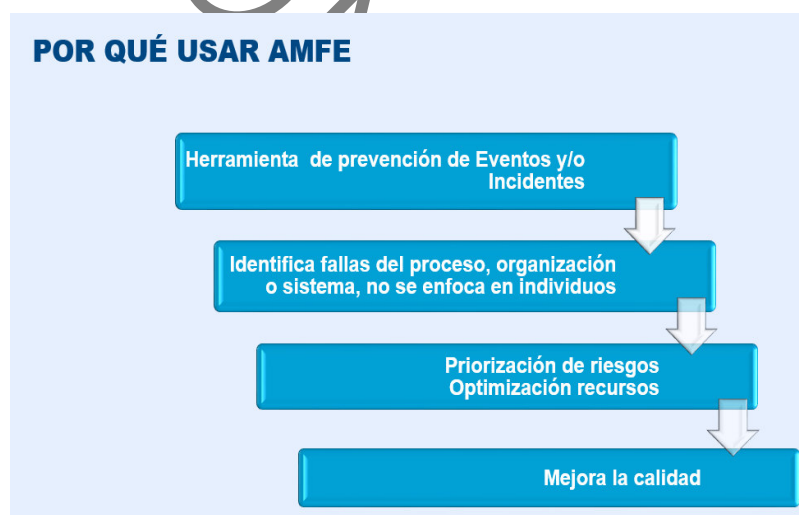 POR QUÉ USAR AMFE
Herramienta de prevención de Eventos y/o
Incidentes
Identifica fallas del proceso, organización
o sistema, no se enfoca en individuos
Priorización de riesgos
Optimización recursos
Mejora la calidad